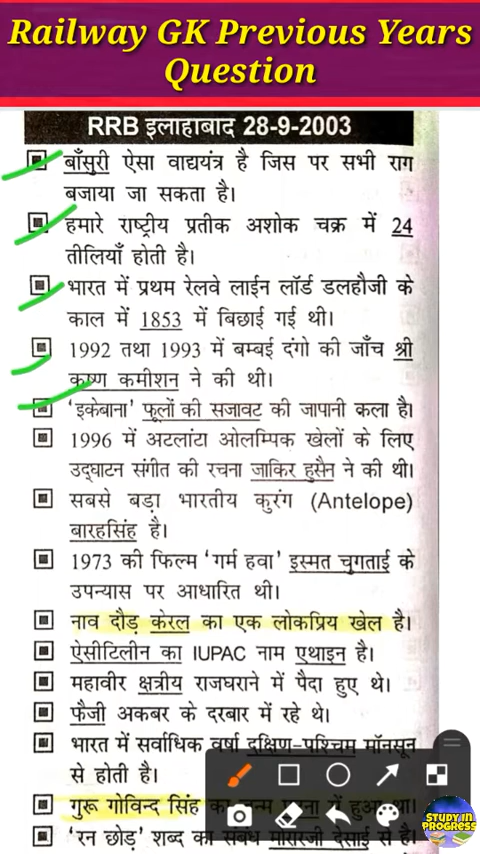 Railway GK Previous Years
Question
RRB इलाहाबाद 28-9-2003
बाँसुरी ऐसा वाद्ययंत्र है जिस पर सभी राग
बजाया जा सकता है।
हमारे राष्ट्रीय प्रतीक अशोक चक्र में 24
तीलियाँ होती है।
भारत में प्रथम रेलवे लाईन लॉर्ड डलहौजी के
काल में 1853 में बिछाई गई थी।
1992 तथा 1993 में बम्बई दंगो की जाँच श्री
कृष्ण कमीशन ने की थी।
'इकेबाना' फूलों की सजावट की जापानी कला है।
1996 में अटलांटा ओलम्पिक खेलों के लिए
उद्घाटन संगीत की रचना जाकिर हुसैन ने की थी।
सबसे बड़ा भारतीय कुरंग (Antelope)
बारहसिंह है।
1973 की फिल्म 'गर्म हवा' इस्मत चुगताई के
उपन्यास पर आधारित थी।
नाव दौड़ केरल का एक लोकप्रिय खेल है।
ऐसीटिलीन का IUPAC नाम एथाइन है।
महावीर क्षत्रीय राजघराने में पैदा हुए थे।
फैजी अकबर के दरबार में रहे थे।
भारत में सर्वाधिक वर्षा दक्षिण-पश्चिम मॉनसून
से होती है।
गुरू गोविन्द सिंह का जन्म में हुआ था।
'रन छोड़' शब्द का संबंध मोरारजी देसाई से है।
STUDY IN
PROGRESS